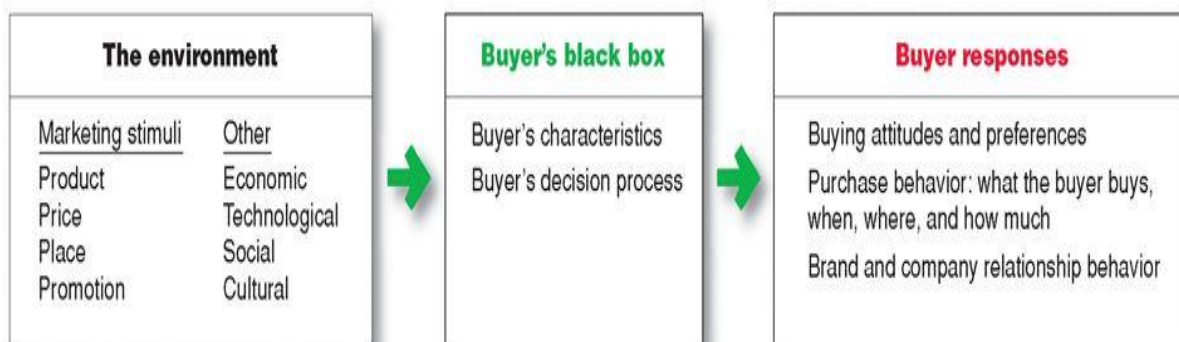 The environment
Marketing stimuli
Product
Price
Place
Promotion
Other
Economic
Technological
Social
Cultural
Buyer's black box
Buyer's characteristics
Buyer's decision process
Buyer responses
Buying attitudes and preferences
Purchase behavior: what the buyer buys,
when, where, and how much
Brand and company relationship behavior